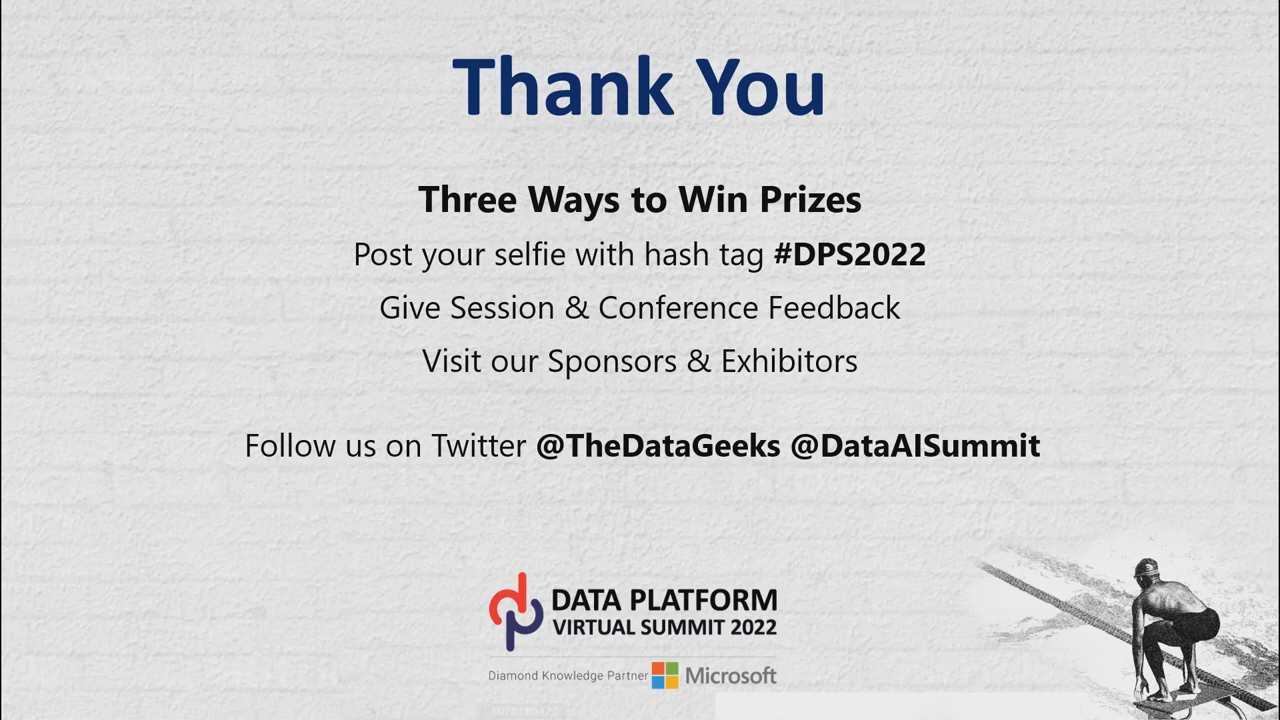 Thank You
Three Ways to Win Prizes
Post your selfie with hash tag #DPS2022
Give Session & Conference Feedback
Visit our Sponsors & Exhibitors
Follow us on Twitter @TheDataGeeks @DataAISummit
DATA PLATFORM
VIRTUAL SUMMIT 2022
Diamond Knowledge Partner Microsoft